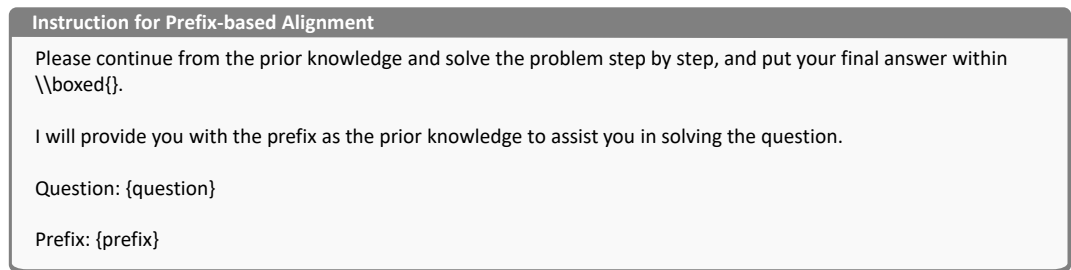 Instruction for Prefix-based Alignment
Please continue from the prior knowledge and solve the problem step by step, and put your final answer within
\\boxed{}.
I will provide you with the prefix as the prior knowledge to assist you in solving the question.
Question: {question}
Prefix: {prefix}